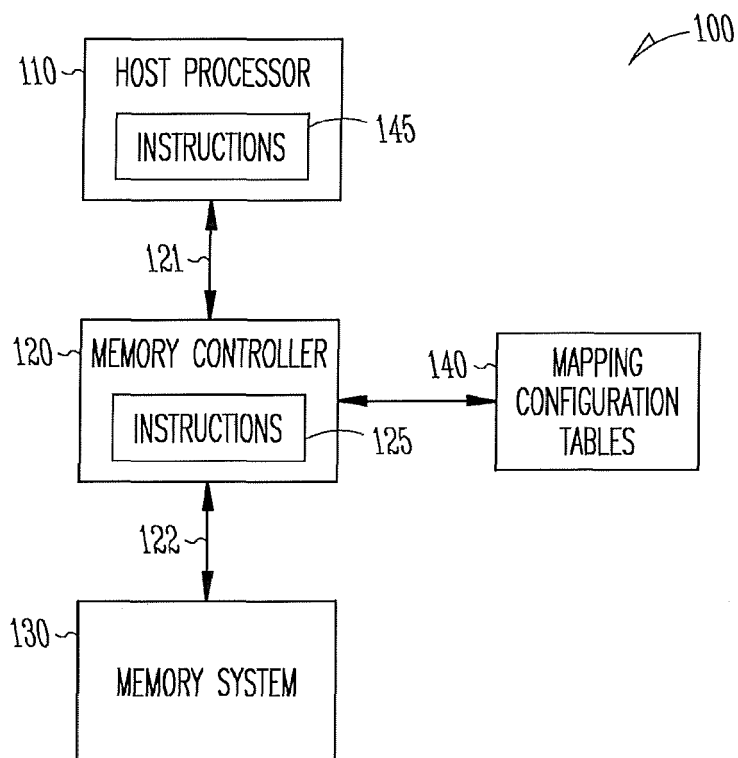 100
110
HOST PROCESSOR
INSTRUCTIONS
145
121
120
MEMORY CONTROLLER
INSTRUCTIONS
125
140
MAPPING
CONFIGURATION
TABLES
122
130
MEMORY SYSTEM